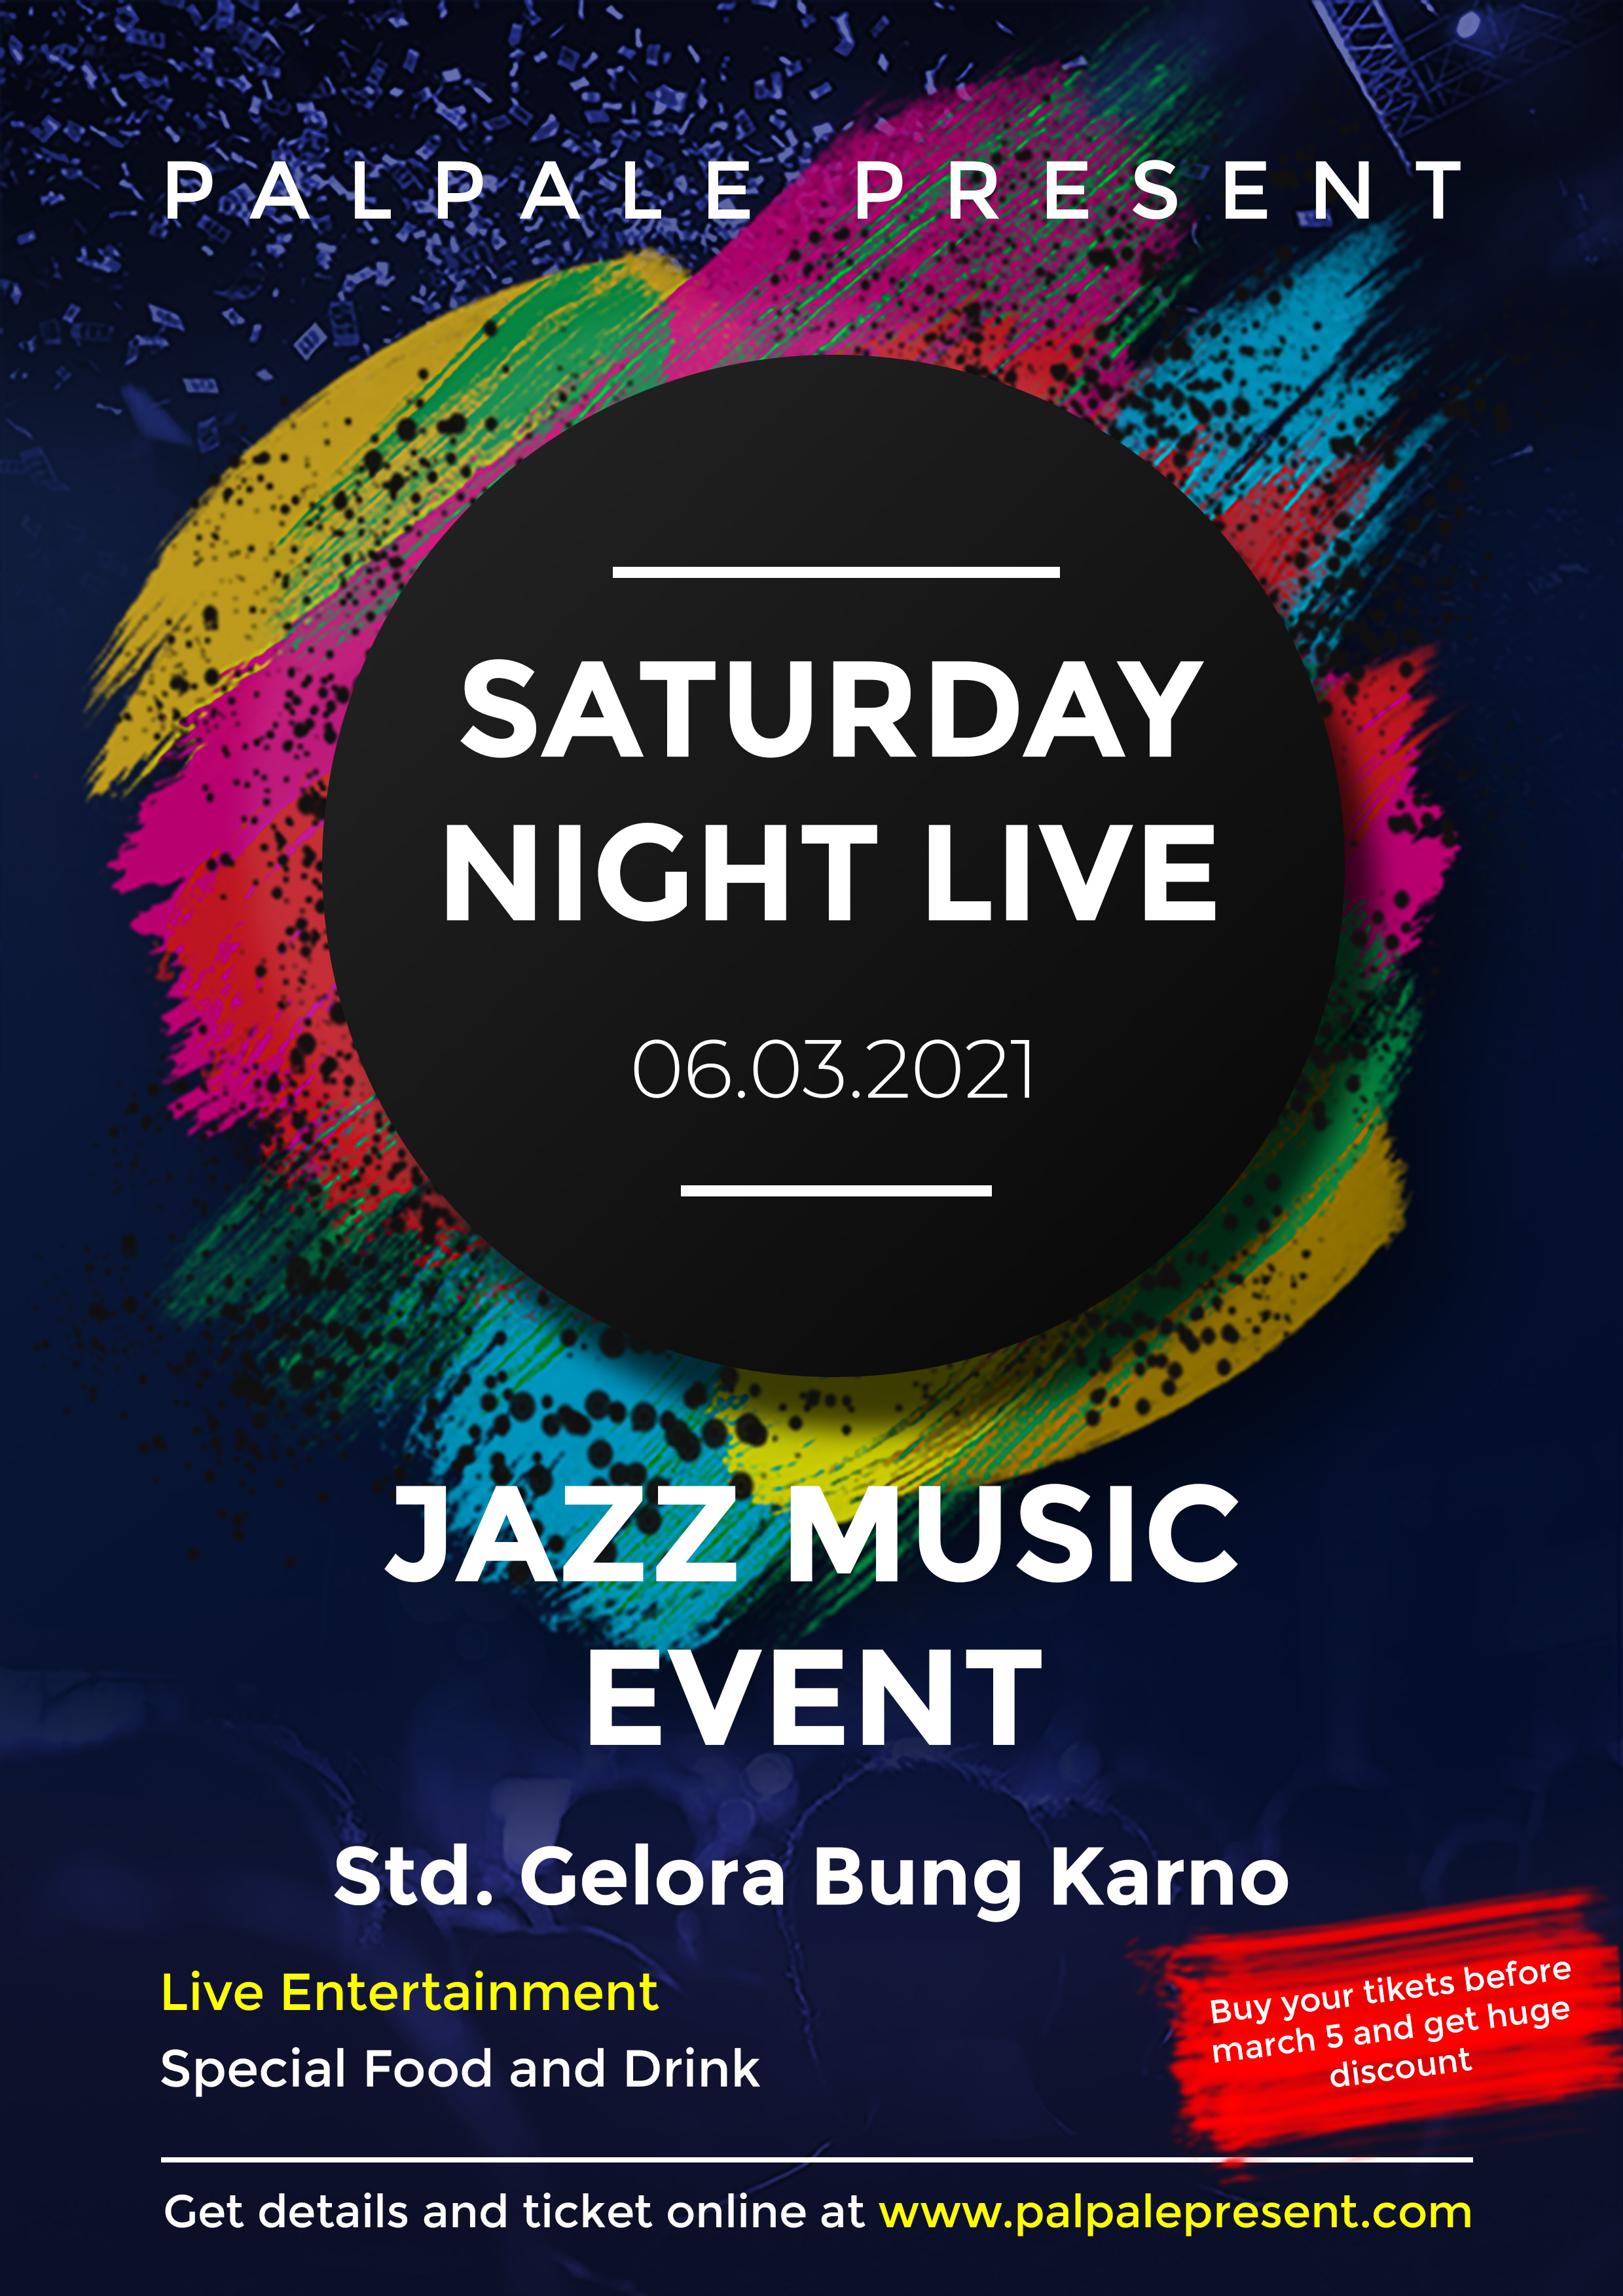 PALPALE PRESENT
SATURDAY
NIGHT LIVE
06.03.2021
JAZZ MUSIC
EVENT
Std. Gelora Bung Karno
Live Entertainment
Special Food and Drink
Buy your tikets before
march 5 and get huge
discount
Get details and ticket online at www.palpalepresent.com